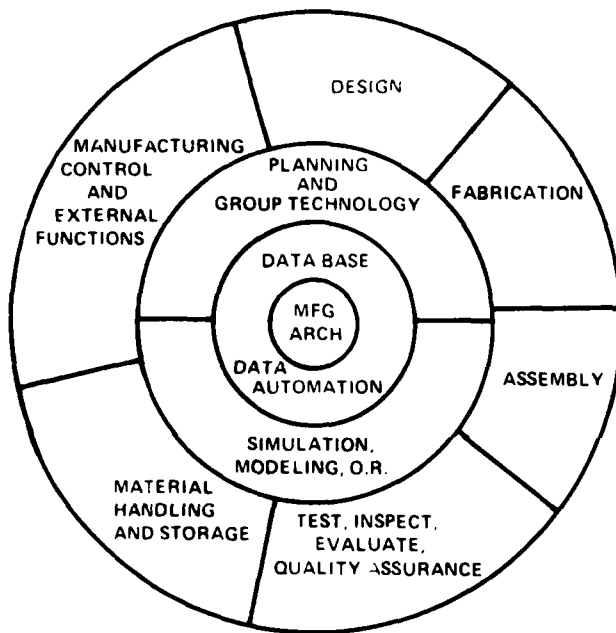 DESIGN
MANUFACTURING
CONTROL
AND
EXTERNAL
FUNCTIONS
PLANNING
AND
GROUP TECHNOLOGY
FABRICATION
DATA BASE
MFG
ARCH
DATA
AUTOMATION
ASSEMBLY
SIMULATION,
MODELING, O.R.
MATERIAL
HANDLING
AND STORAGE
TEST, INSPECT,
EVALUATE,
QUALITY ASSURANCE